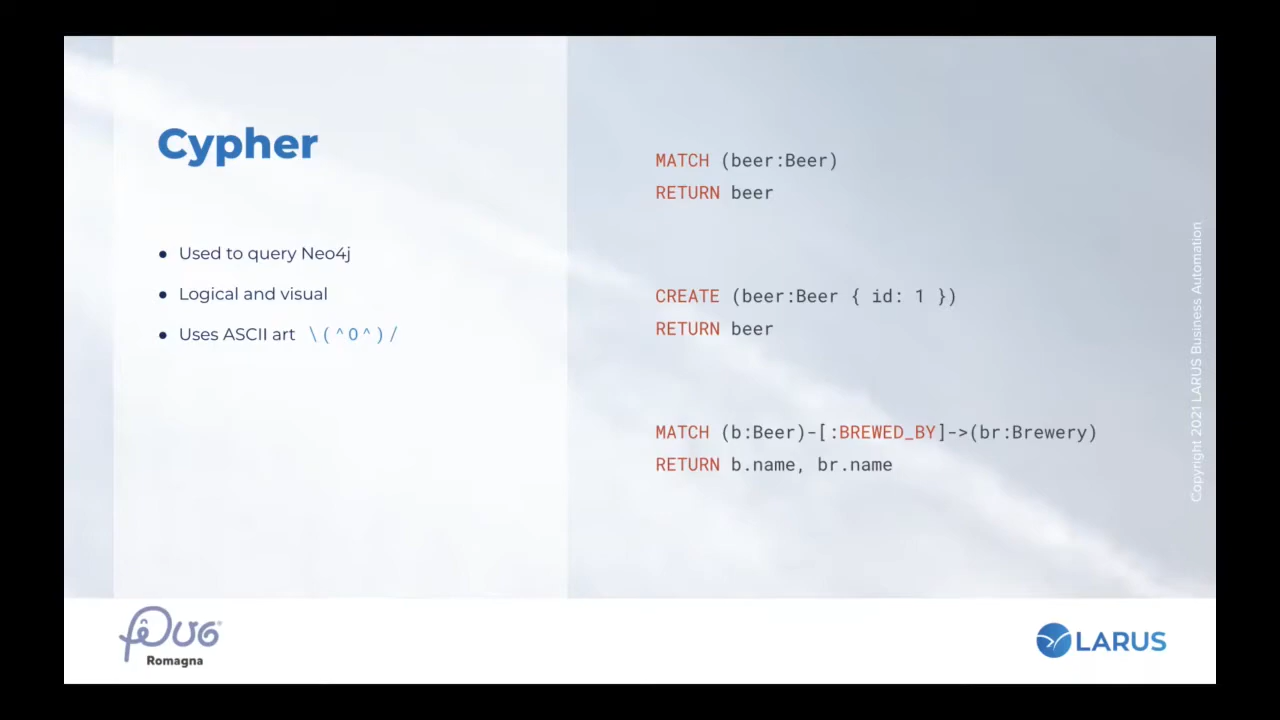 Cypher
● Used to query Neo4j
● Logical and visual
● Uses ASCII art \(^0^)/
MATCH (beer:Beer)
RETURN beer
CREATE (beer:Beer { id: 1 })
RETURN beer
MATCH (b:Beer)-[:BREWED_BY]->(br:Brewery)
RETURN b.name, br.name
Copyright 2021 LARUS Business Automation
PUG
Romagna
LARUS